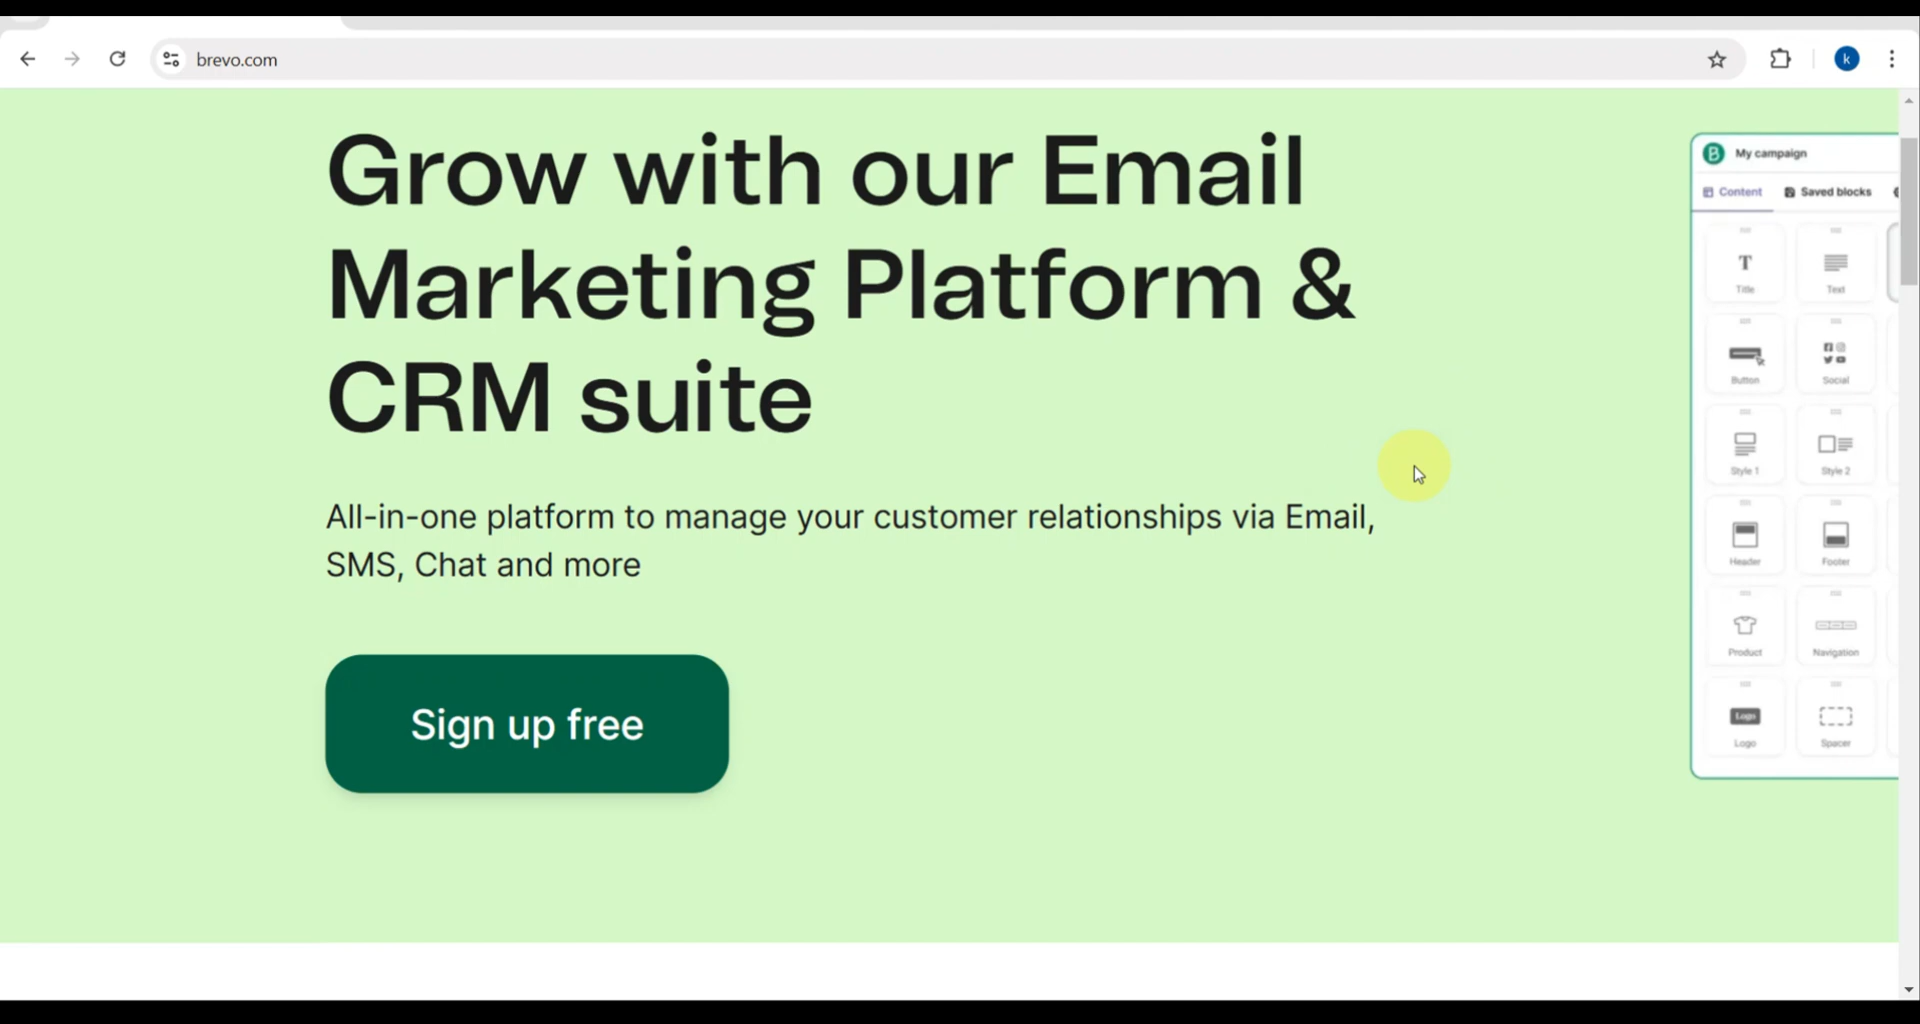 brevo.com
k
Grow with our Email
Marketing Platform &
CRM suite
All-in-one platform to manage your customer relationships via Email,
SMS, Chat and more
Sign up free
B My campaign
Content Saved blocks
T
Title Text
Button Social
Style 1 Style 2
Header Footer
Product Navigation
Logo
Logo Spacer